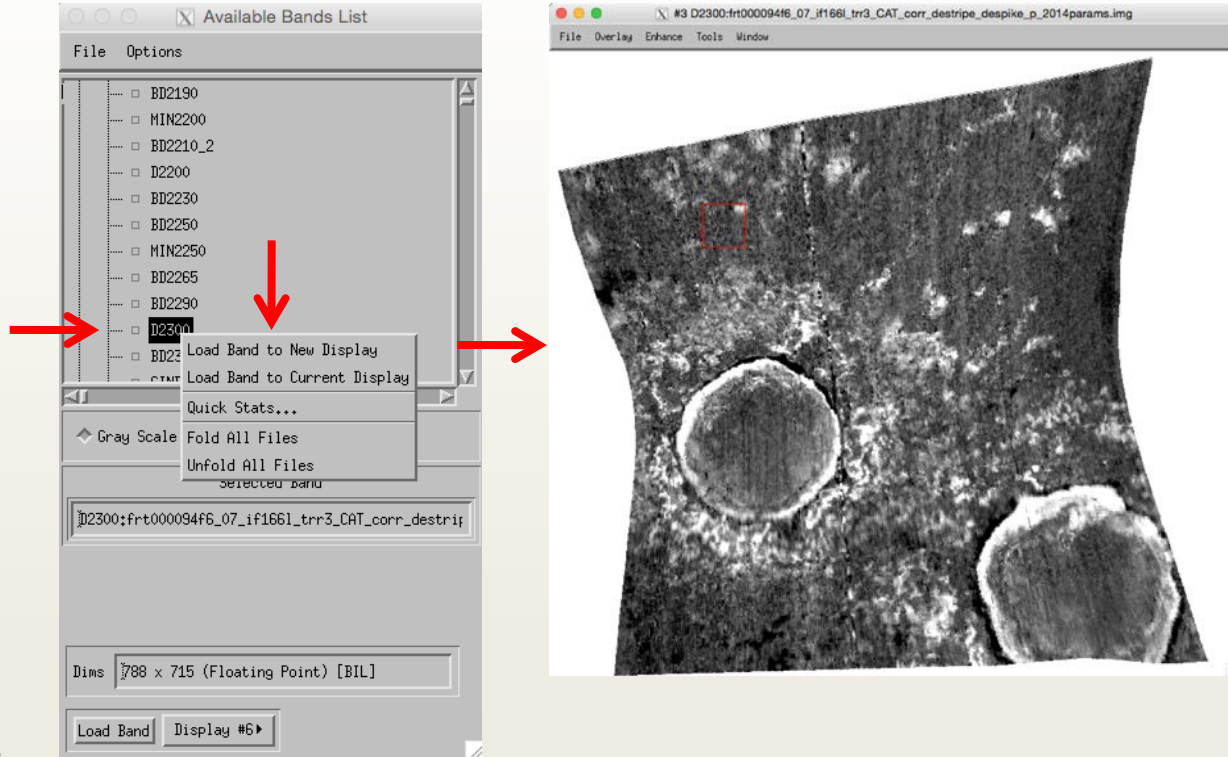 Available Bands List
File Options
BD2190
MIN2200
BD2210_2
D2200
BD2230
BD2250
MIN2250
BD2265
BD2290
D2300
BD23
Load Band to New Display
Load Band to Current Display
Quick Stats...
Fold All Files
Unfold All Files
Gray Scale
Selected Band
D2300:frt000094f6_07_if166l_trr3_CAT_corr_destrip
Dims 788 x 715 (Floating Point) [BIL]
Load Band Display #6
#3 D2300:frt000094f6_07_if166l_trr3_CAT_corr_destripe_despike_p_2014params.img
File Overlay Enhance Tools Window